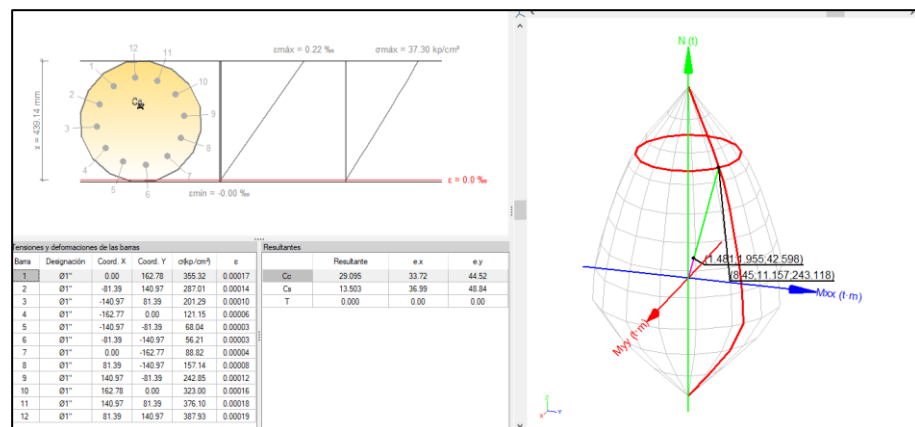 12
11
1
10
2
9
3
8
4
7
5
6
x = 439.14 mm
εmáx = 0.22 ‰
σmáx = 37.30 kp/cm²
εmín = -0.00 ‰
ε = 0.0 ‰
Tensiones y deformaciones de las barras
Barra Designación Coord. X Coord. Y σ(kp/cm²) ε
1 Ø1" 0.00 162.78 355.32 0.00017
2 Ø1" -81.39 140.97 287.01 0.00014
3 Ø1" -140.97 81.39 201.29 0.00010
4 Ø1" -162.77 0.00 121.15 0.00006
5 Ø1" -140.97 -81.39 68.04 0.00003
6 Ø1" -81.39 -140.97 56.21 0.00003
7 Ø1" 0.00 -162.77 88.82 0.00004
8 Ø1" 81.39 -140.97 157.14 0.00008
9 Ø1" 140.97 -81.39 242.85 0.00012
10 Ø1" 162.78 0.00 323.00 0.00016
11 Ø1" 140.97 81.39 376.10 0.00018
12 Ø1" 81.39 140.97 387.93 0.00019
Resultantes
Resultante e.x e.y
Cc 29.095 33.72 44.52
Cs 13.503 36.99 48.84
T 0.000 0.00 0.00
N (t)
(1.481;1.955;42.598)
(8.45;11.157;243.118)
Mxx (t·m)
Myy (t·m)
Z
X
Y